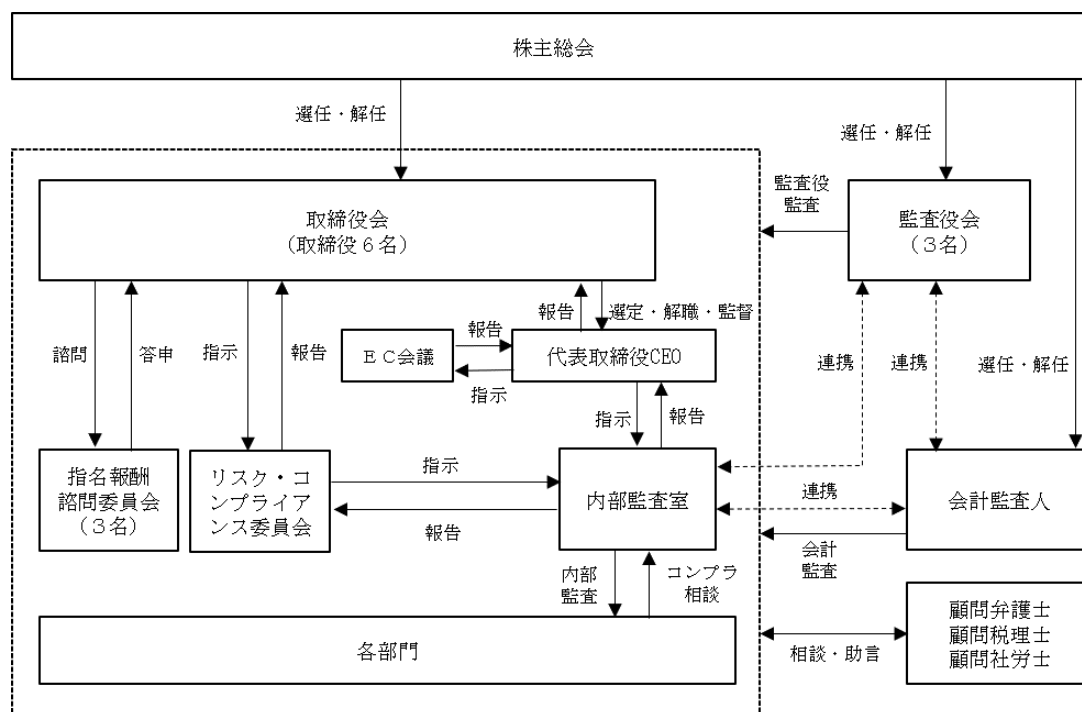 株主総会
選任・解任
選任・解任
選任・解任
取締役会
(取締役６名)
監査役
監査
監査役会
(３名)
諮問
答申
指示
報告
報告
選定・解職・監督
ＥＣ会議
報告
指示
代表取締役CEO
指示
報告
連携
連携
指名報酬
諮問委員会
(３名)
リスク・コ
ンプライア
ンス委員会
指示
報告
内部監査室
連携
会計監査人
会計
監査
内部
監査
コンプラ
相談
各部門
相談・助言
顧問弁護士
顧問税理士
顧問社労士